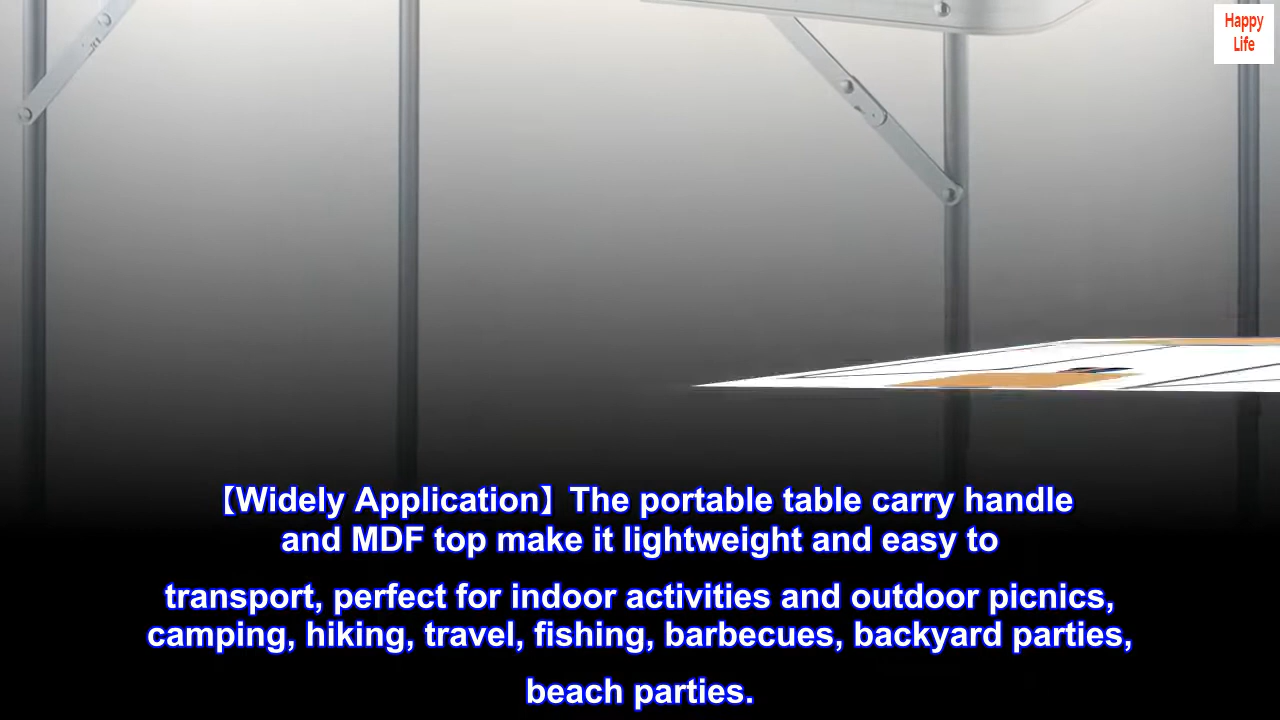 Happy
Life
【Widely Application】The portable table carry handle
and MDF top make it lightweight and easy to
transport, perfect for indoor activities and outdoor picnics,
camping, hiking, travel, fishing, barbecues, backyard parties,
beach parties.